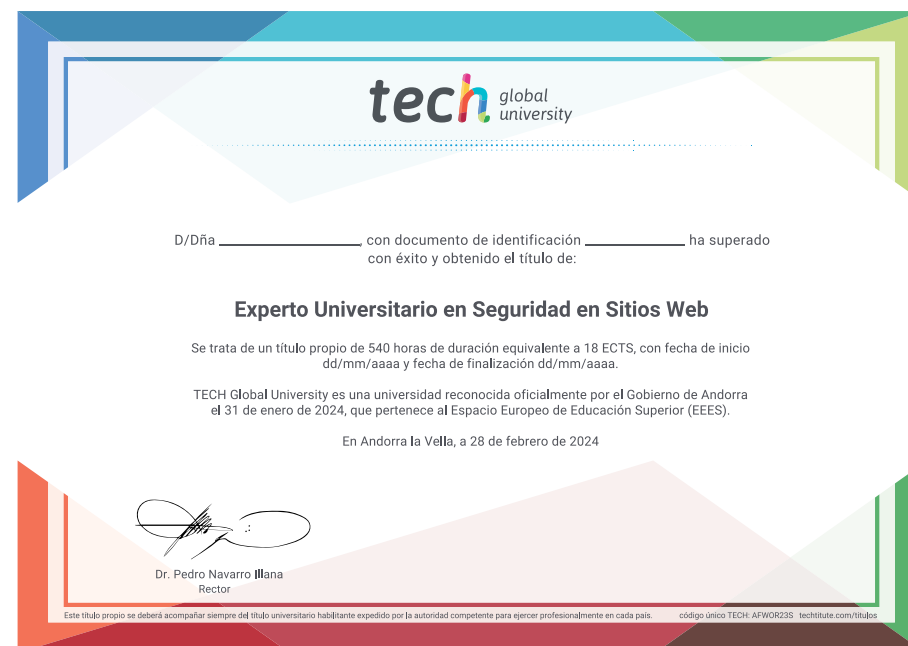 tech global university
D/Dña ____________________, con documento de identificación ______________ ha superado
con éxito y obtenido el título de:
Experto Universitario en Seguridad en Sitios Web
Se trata de un título propio de 540 horas de duración equivalente a 18 ECTS, con fecha de inicio
dd/mm/aaaa y fecha de finalización dd/mm/aaaa.
TECH Global University es una universidad reconocida oficialmente por el Gobierno de Andorra
el 31 de enero de 2024, que pertenece al Espacio Europeo de Educación Superior (EEES).
En Andorra la Vella, a 28 de febrero de 2024
Dr. Pedro Navarro Illana
Rector
Este título propio se deberá acompañar siempre del título universitario habilitante expedido por la autoridad competente para ejercer profesionalmente en cada país. código único TECH: AFWOR23S techtitute.com/titulos